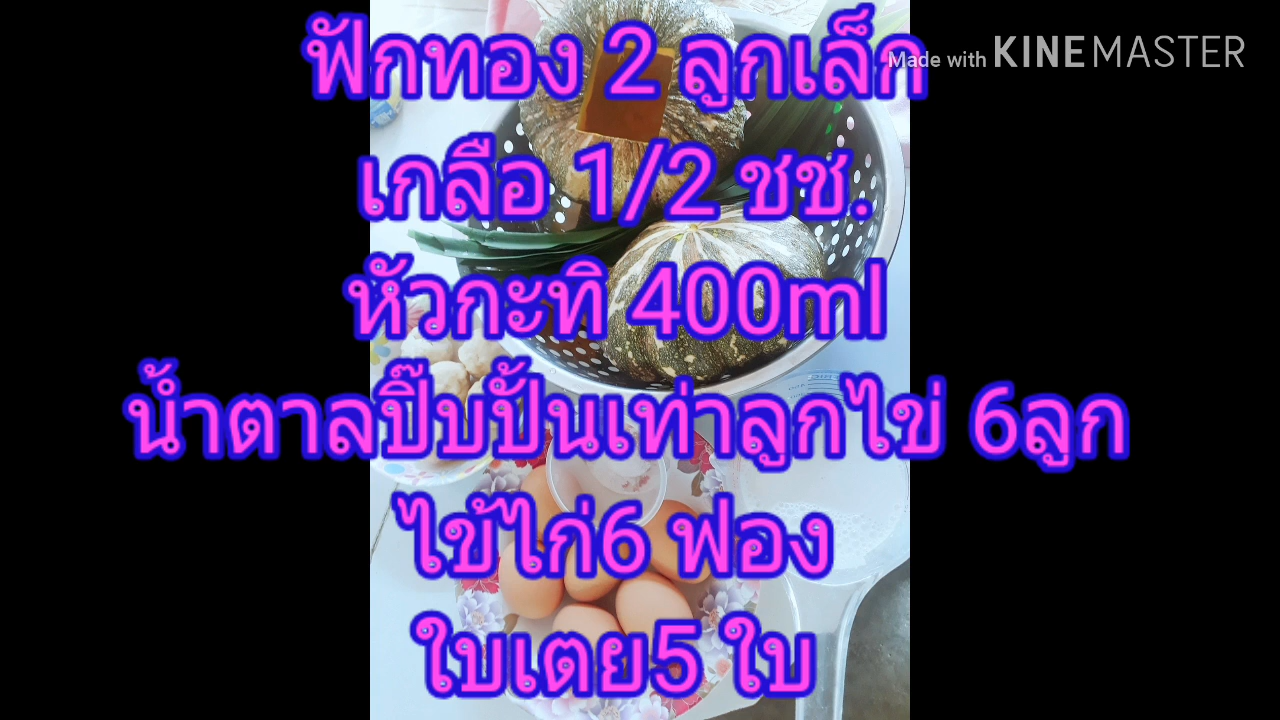 Made with KINEMASTER
ฟักทอง 2 ลูกเล็ก
เกลือ 1/2 ชช.
หัวกะทิ 400ml
น้ำตาลปิ๊บปั้นเท่าลูกไข่ 6ลูก
ไข้ไก่6 ฟอง
ใบเตย5 ใบ